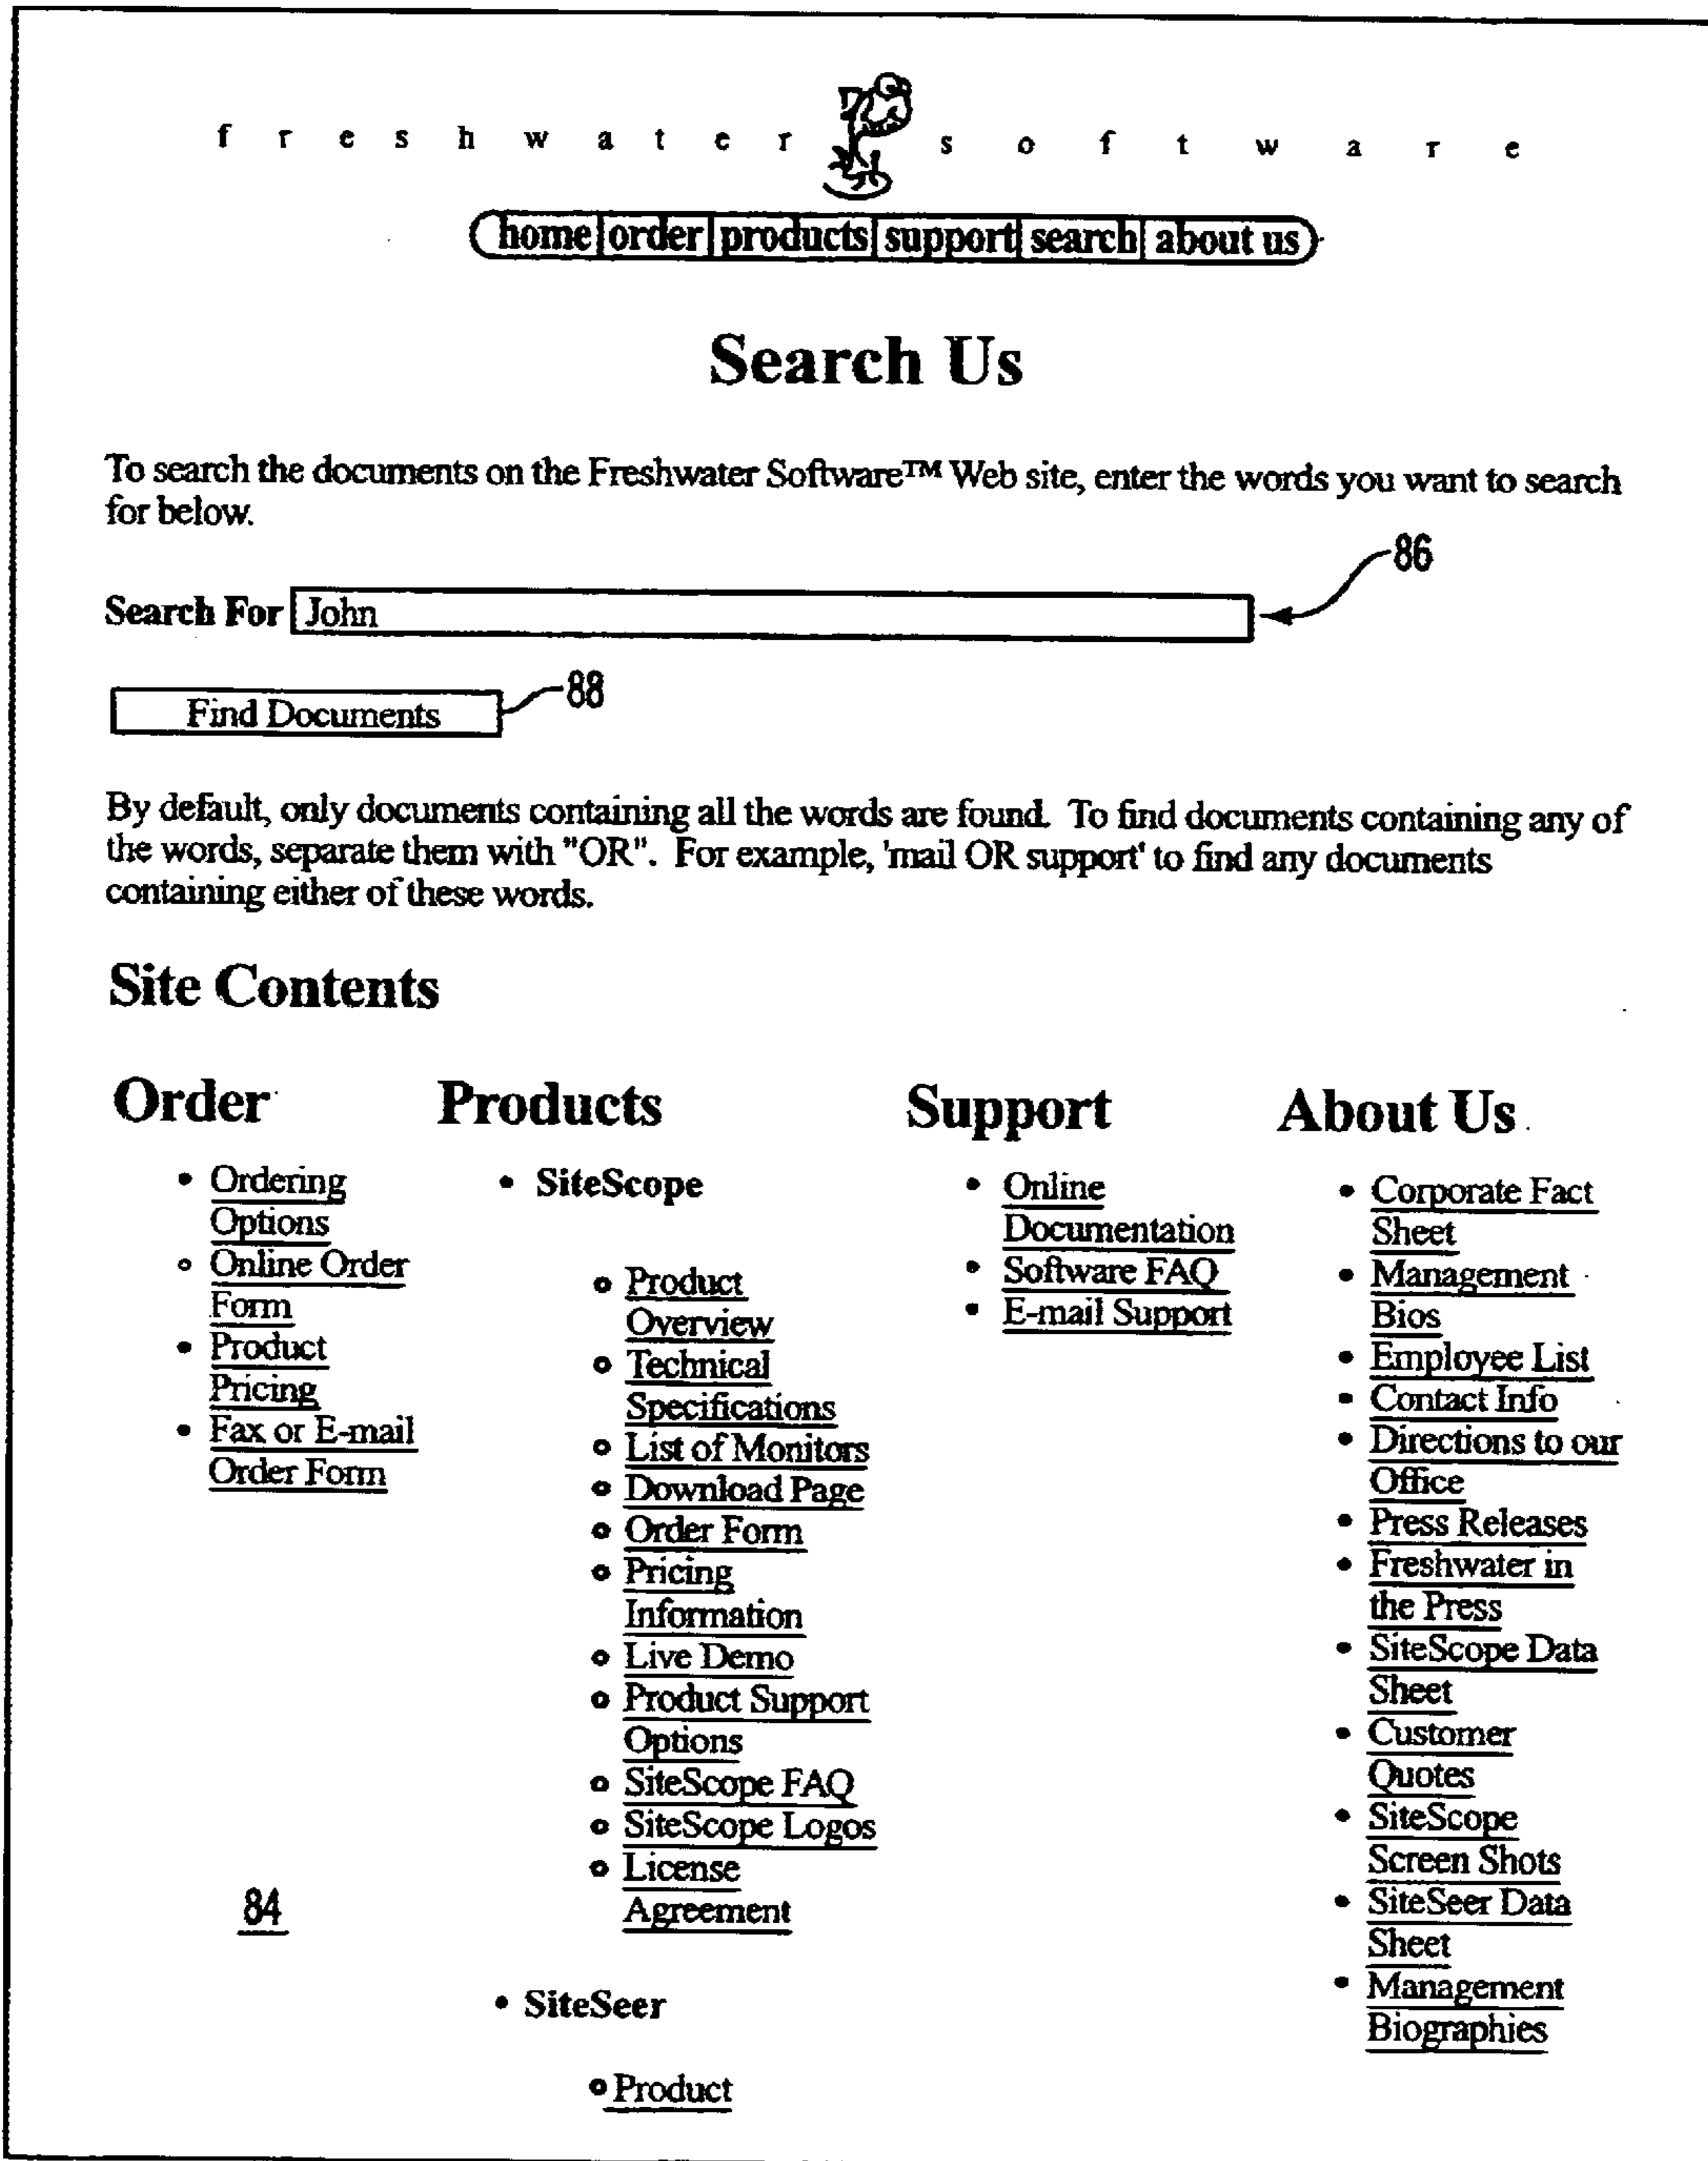 f r e s h w a t e r s o f t w a r e
home order products support search about us
Search Us
To search the documents on the Freshwater Software™ Web site, enter the words you want to search
for below.
86
Search For John
Find Documents 88
By default, only documents containing all the words are found. To find documents containing any of
the words, separate them with "OR". For example, 'mail OR support' to find any documents
containing either of these words.
Site Contents
Order
• Ordering
Options
• Online Order
Form
• Product
Pricing
• Fax or E-mail
Order Form
84
Products
• SiteScope
o Product
Overview
o Technical
Specifications
o List of Monitors
o Download Page
o Order Form
o Pricing
Information
o Live Demo
o Product Support
Options
o SiteScope FAQ
o SiteScope Logos
o License
Agreement
• SiteSeer
o Product
Support
• Online
Documentation
• Software FAQ
• E-mail Support
About Us
• Corporate Fact
Sheet
• Management
Bios
• Employee List
• Contact Info
• Directions to our
Office
• Press Releases
• Freshwater in
the Press
• SiteScope Data
Sheet
• Customer
Quotes
• SiteScope
Screen Shots
• SiteSeer Data
Sheet
• Management
Biographies